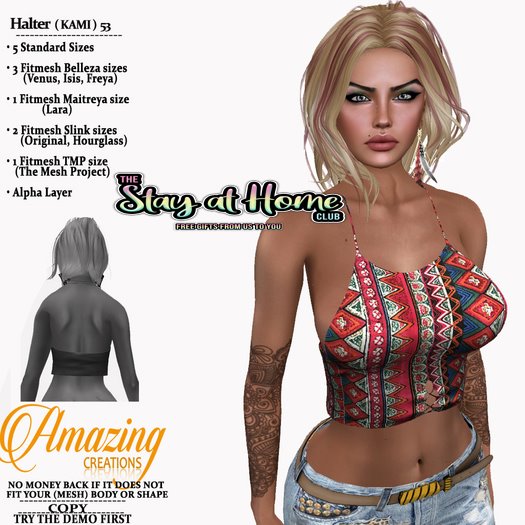 Halter (KAMI) 53
• 5 Standard Sizes
• 3 Fitmesh Belleza sizes
(Venus, Isis, Freya)
• 1 Fitmesh Maitreya size
(Lara)
• 2 Fitmesh Slink sizes
(Original, Hourglass)
• 1 Fitmesh TMP size
(The Mesh Project)
• Alpha Layer
THE
Stay at Home
CLUB
FREE GIFTS FROM US TO YOU
Amazing
CREATIONS
NO MONEY BACK IF IT DOES NOT
FIT YOUR (MESH) BODY OR SHAPE
COPY
TRY THE DEMO FIRST